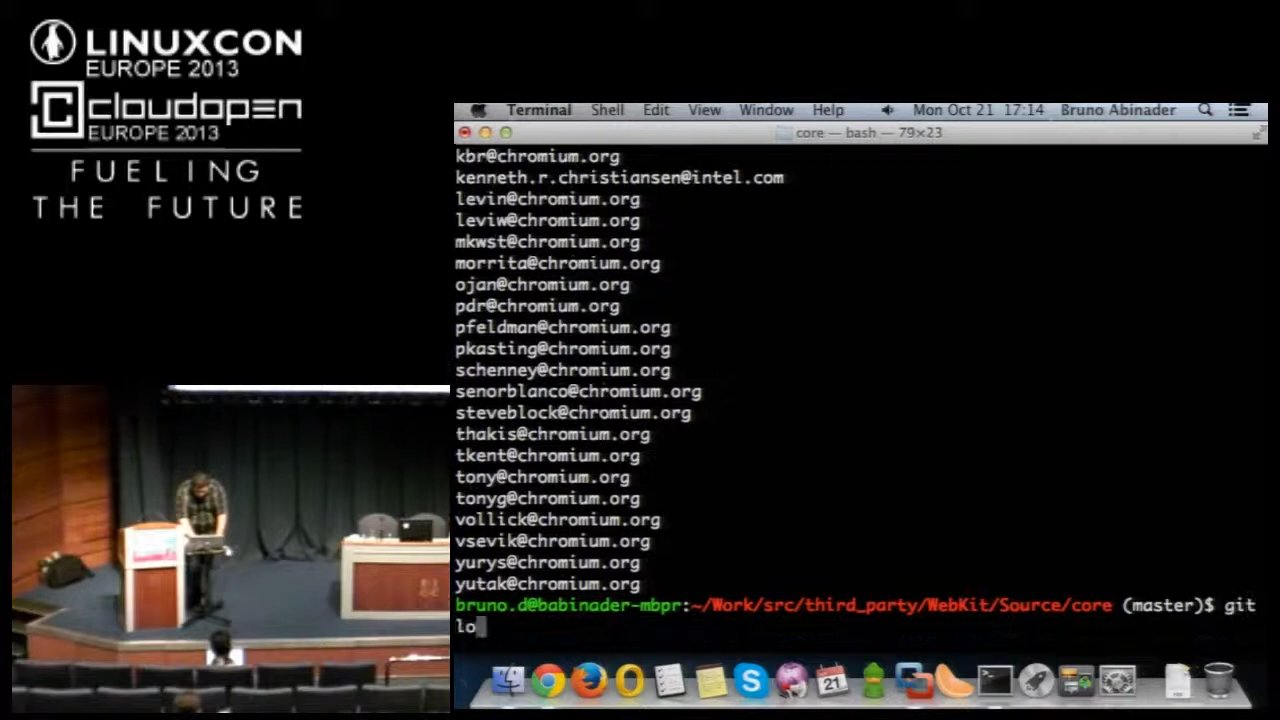 LINUXCON
EUROPE 2013
cloudopen
EUROPE 2013
FUELING
THE FUTURE
Terminal Shell Edit View Window Help Mon Oct 21 17:14 Bruno Abinader
core — bash — 79×23
kbr@chromium.org
kenneth.r.christiansen@intel.com
levin@chromium.org
leviw@chromium.org
mkwst@chromium.org
morrita@chromium.org
ojan@chromium.org
pdr@chromium.org
pfeldman@chromium.org
pkasting@chromium.org
schenney@chromium.org
senorblanco@chromium.org
steveblock@chromium.org
thakis@chromium.org
tkent@chromium.org
tony@chromium.org
tonyg@chromium.org
vollick@chromium.org
vsevik@chromium.org
yurys@chromium.org
yutak@chromium.org
bruno.d@babinader-mbpr:~/Work/src/third_party/WebKit/Source/core (master)$ git
lo
21